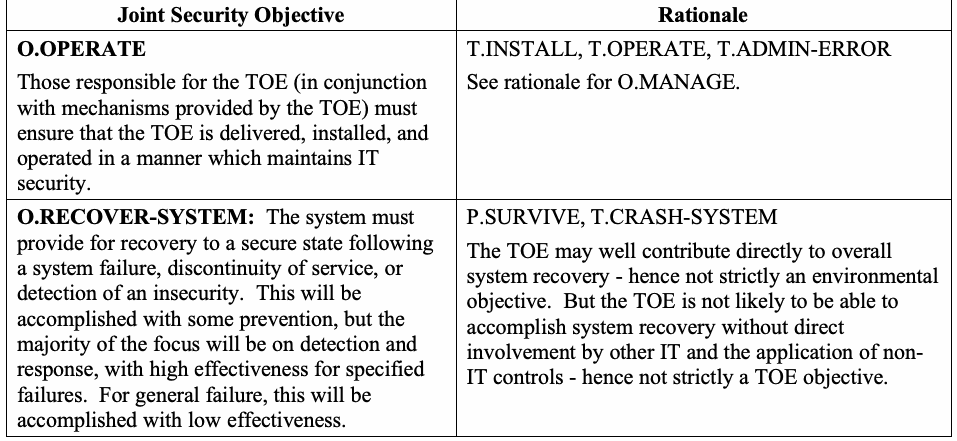 Joint Security Objective
Rationale
O.OPERATE
Those responsible for the TOE (in conjunction
with mechanisms provided by the TOE) must
ensure that the TOE is delivered, installed, and
operated in a manner which maintains IT
security.
T.INSTALL, T.OPERATE, T.ADMIN-ERROR
See rationale for O.MANAGE.
O.RECOVER-SYSTEM:  The system must
provide for recovery to a secure state following
a system failure, discontinuity of service, or
detection of an insecurity.  This will be
accomplished with some prevention, but the
majority of the focus will be on detection and
response, with high effectiveness for specified
failures.  For general failure, this will be
accomplished with low effectiveness.
P.SURVIVE, T.CRASH-SYSTEM
The TOE may well contribute directly to overall
system recovery - hence not strictly an environmental
objective.  But the TOE is not likely to be able to
accomplish system recovery without direct
involvement by other IT and the application of non-
IT controls - hence not strictly a TOE objective.